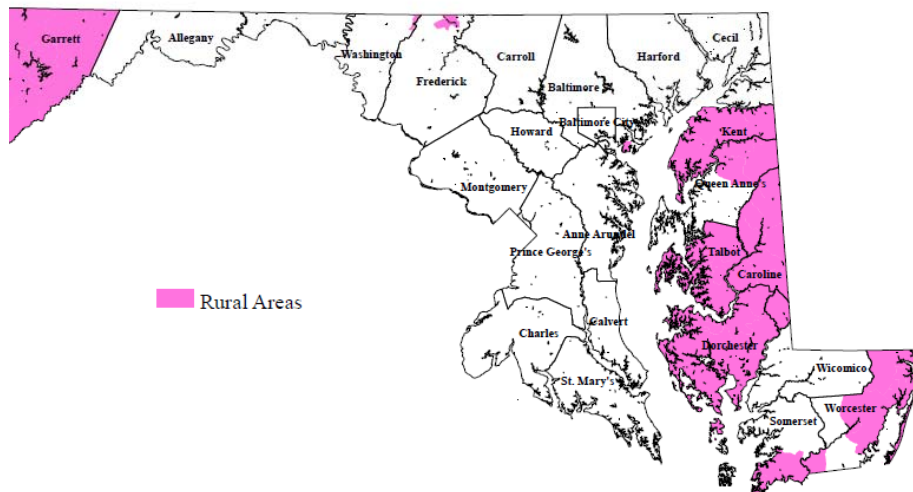 Garrett
Allegany
Washington
Frederick
Carroll
Baltimore
Harford
Cecil
Baltimore City
Howard
Kent
Montgomery
Queen Anne's
Anne Arundel
Prince George's
Talbot
Caroline
Rural Areas
Charles
Calvert
Dorchester
St. Mary's
Wicomico
Worcester
Somerset